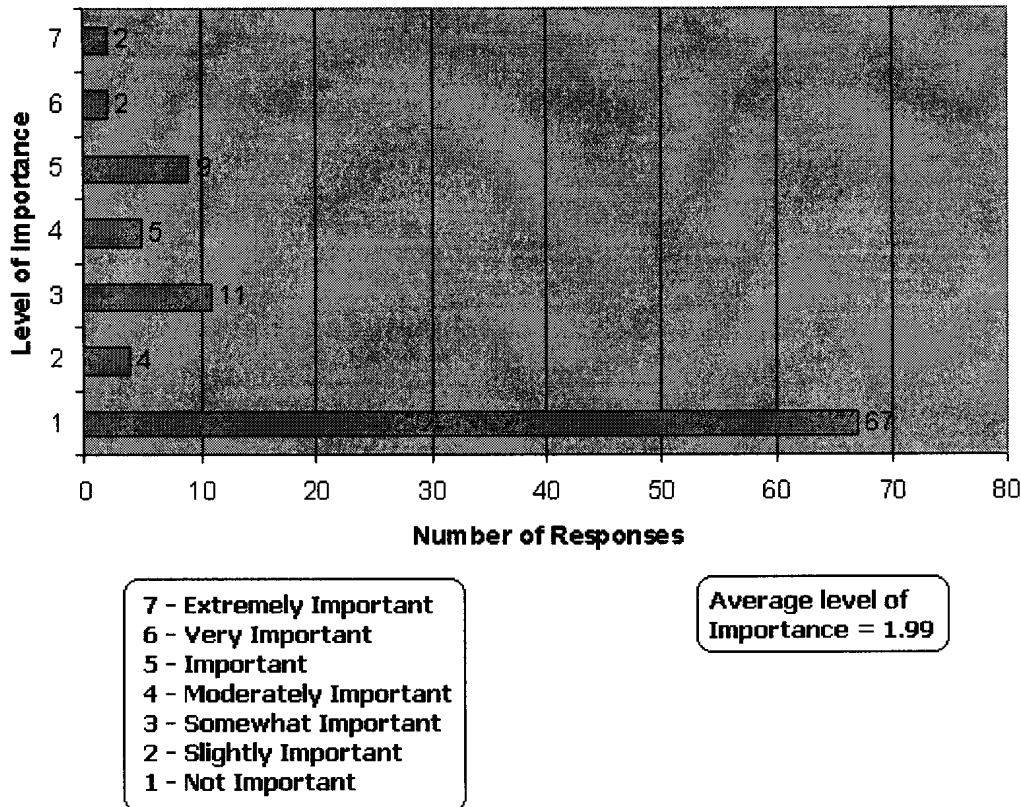 Level of Importance
7
2
6
2
5
9
4
5
3
11
2
4
1
67
0 10 20 30 40 50 60 70 80
Number of Responses
7 - Extremely Important
6 - Very Important
5 - Important
4 - Moderately Important
3 - Somewhat Important
2 - Slightly Important
1 - Not Important
Average level of
Importance = 1.99